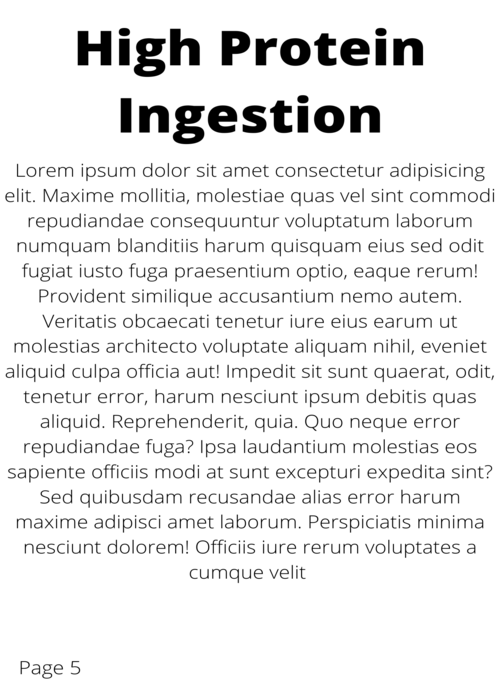 High Protein
Ingestion
Lorem ipsum dolor sit amet consectetur adipisicing
elit. Maxime mollitia, molestiae quas vel sint commodi
repudiandae consequuntur voluptatum laborum
numquam blanditiis harum quisquam eius sed odit
fugiat iusto fuga praesentium optio, eaque rerum!
Provident similique accusantium nemo autem.
Veritatis obcaecati tenetur iure eius earum ut
molestias architecto voluptate aliquam nihil, eveniet
aliquid culpa officia aut! Impedit sit sunt quaerat, odit,
tenetur error, harum nesciunt ipsum debitis quas
aliquid. Reprehenderit, quia. Quo neque error
repudiandae fuga? Ipsa laudantium molestias eos
sapiente officiis modi at sunt excepturi expedita sint?
Sed quibusdam recusandae alias error harum
maxime adipisci amet laborum. Perspiciatis minima
nesciunt dolorem! Officiis iure rerum voluptates a
cumque velit
Page 5